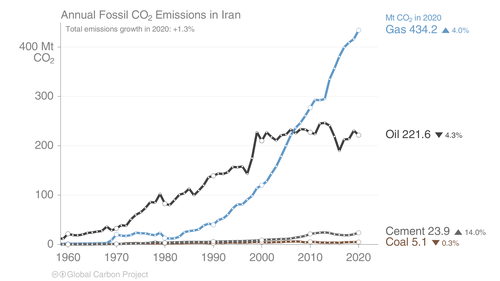 Annual Fossil CO₂ Emissions in Iran
Total emissions growth in 2020: +1.3%
Mt CO₂ in 2020
Gas 434.2 ▲ 4.0%
400 Mt
CO₂
300
200
100
0
Oil 221.6 ▼ 4.3%
Cement 23.9 ▲ 14.0%
Coal 5.1 ▼ 0.3%
1960 1970 1980 1990 2000 2010 2020
Global Carbon Project